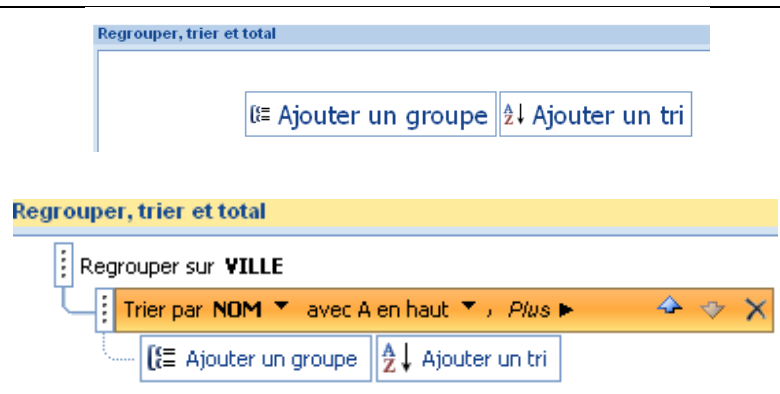 Regrouper, trier et total
Ajouter un groupe A Z Ajouter un tri
Regrouper, trier et total
Regrouper sur VILLE
Trier par NOM avec A en haut , Plus
Ajouter un groupe A Z Ajouter un tri